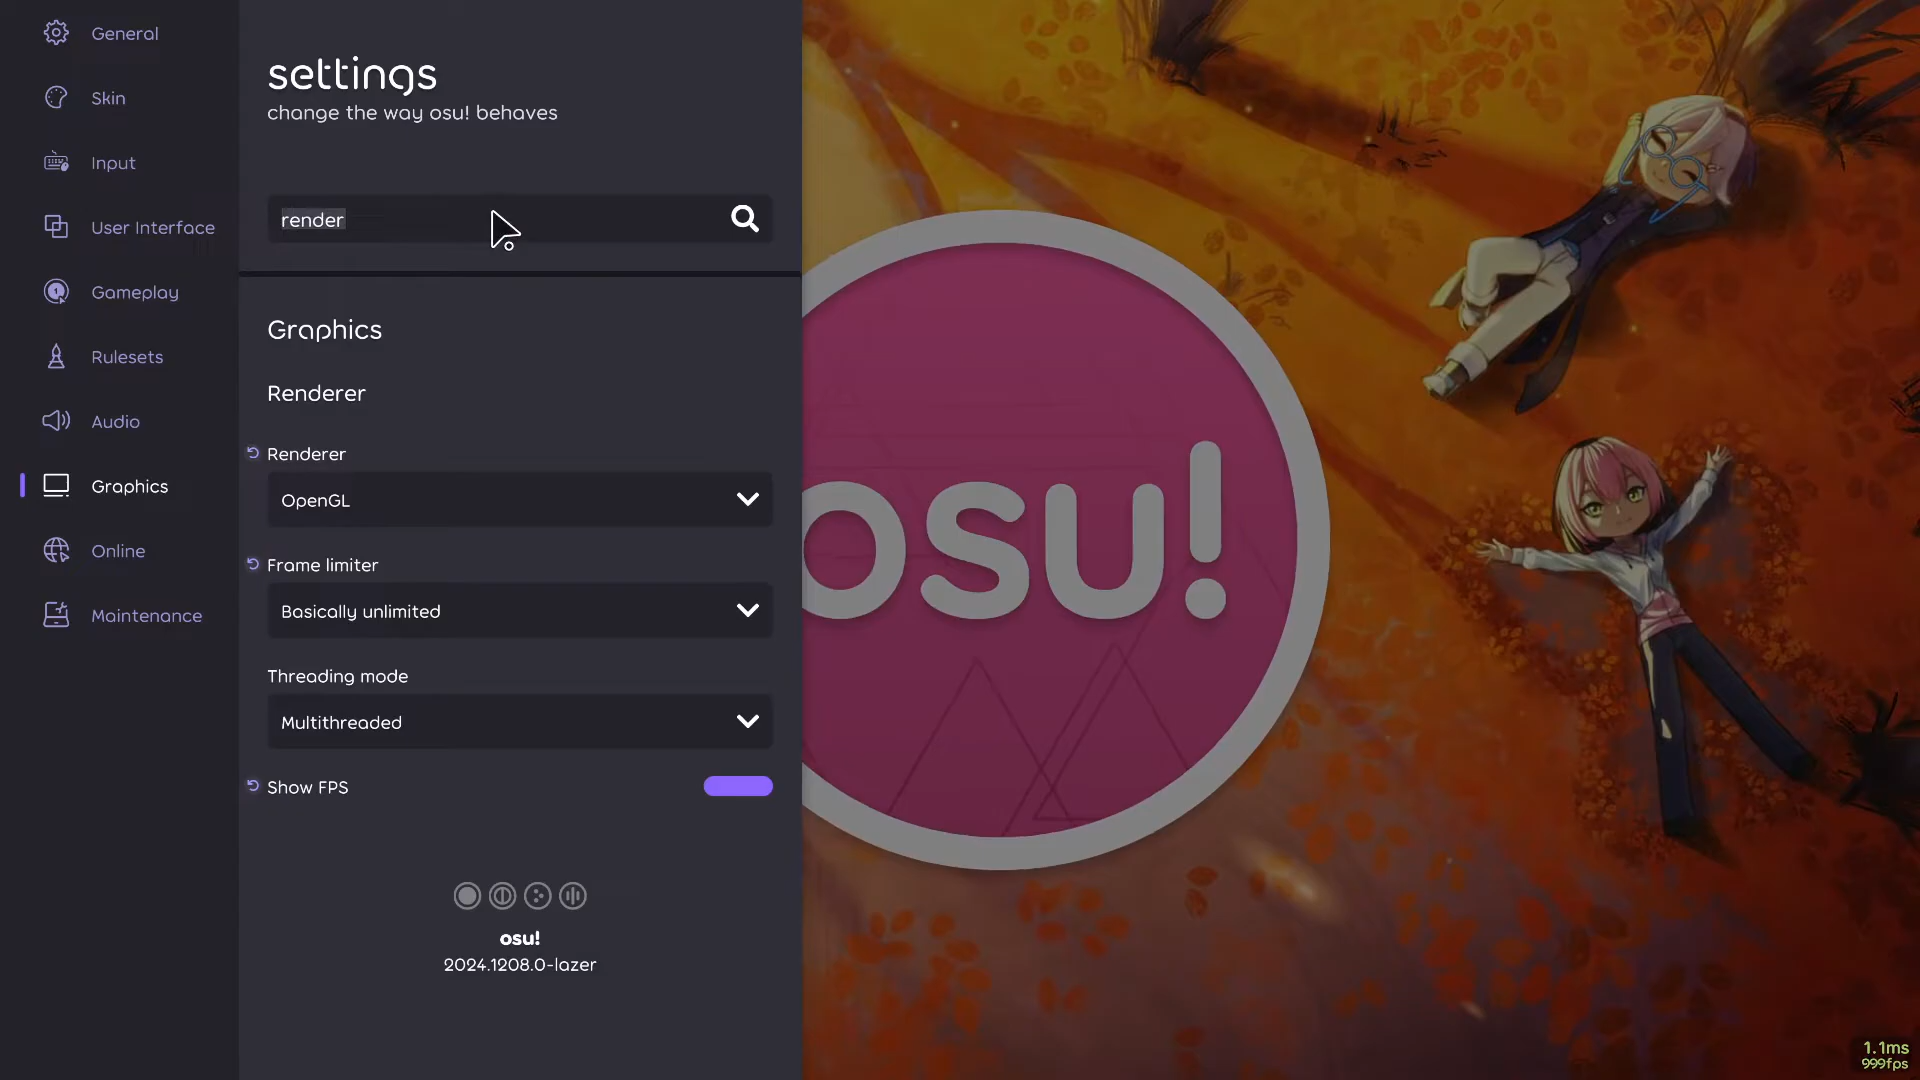 General
Skin
Input
User Interface
Gameplay
Rulesets
Audio
Graphics
Online
Maintenance
settings
change the way osu! behaves
render
Graphics
Renderer
Renderer
OpenGL
Frame limiter
Basically unlimited
Threading mode
Multithreaded
Show FPS
osu!
2024.1208.0-lazer
osu!
1.1ms
999fps